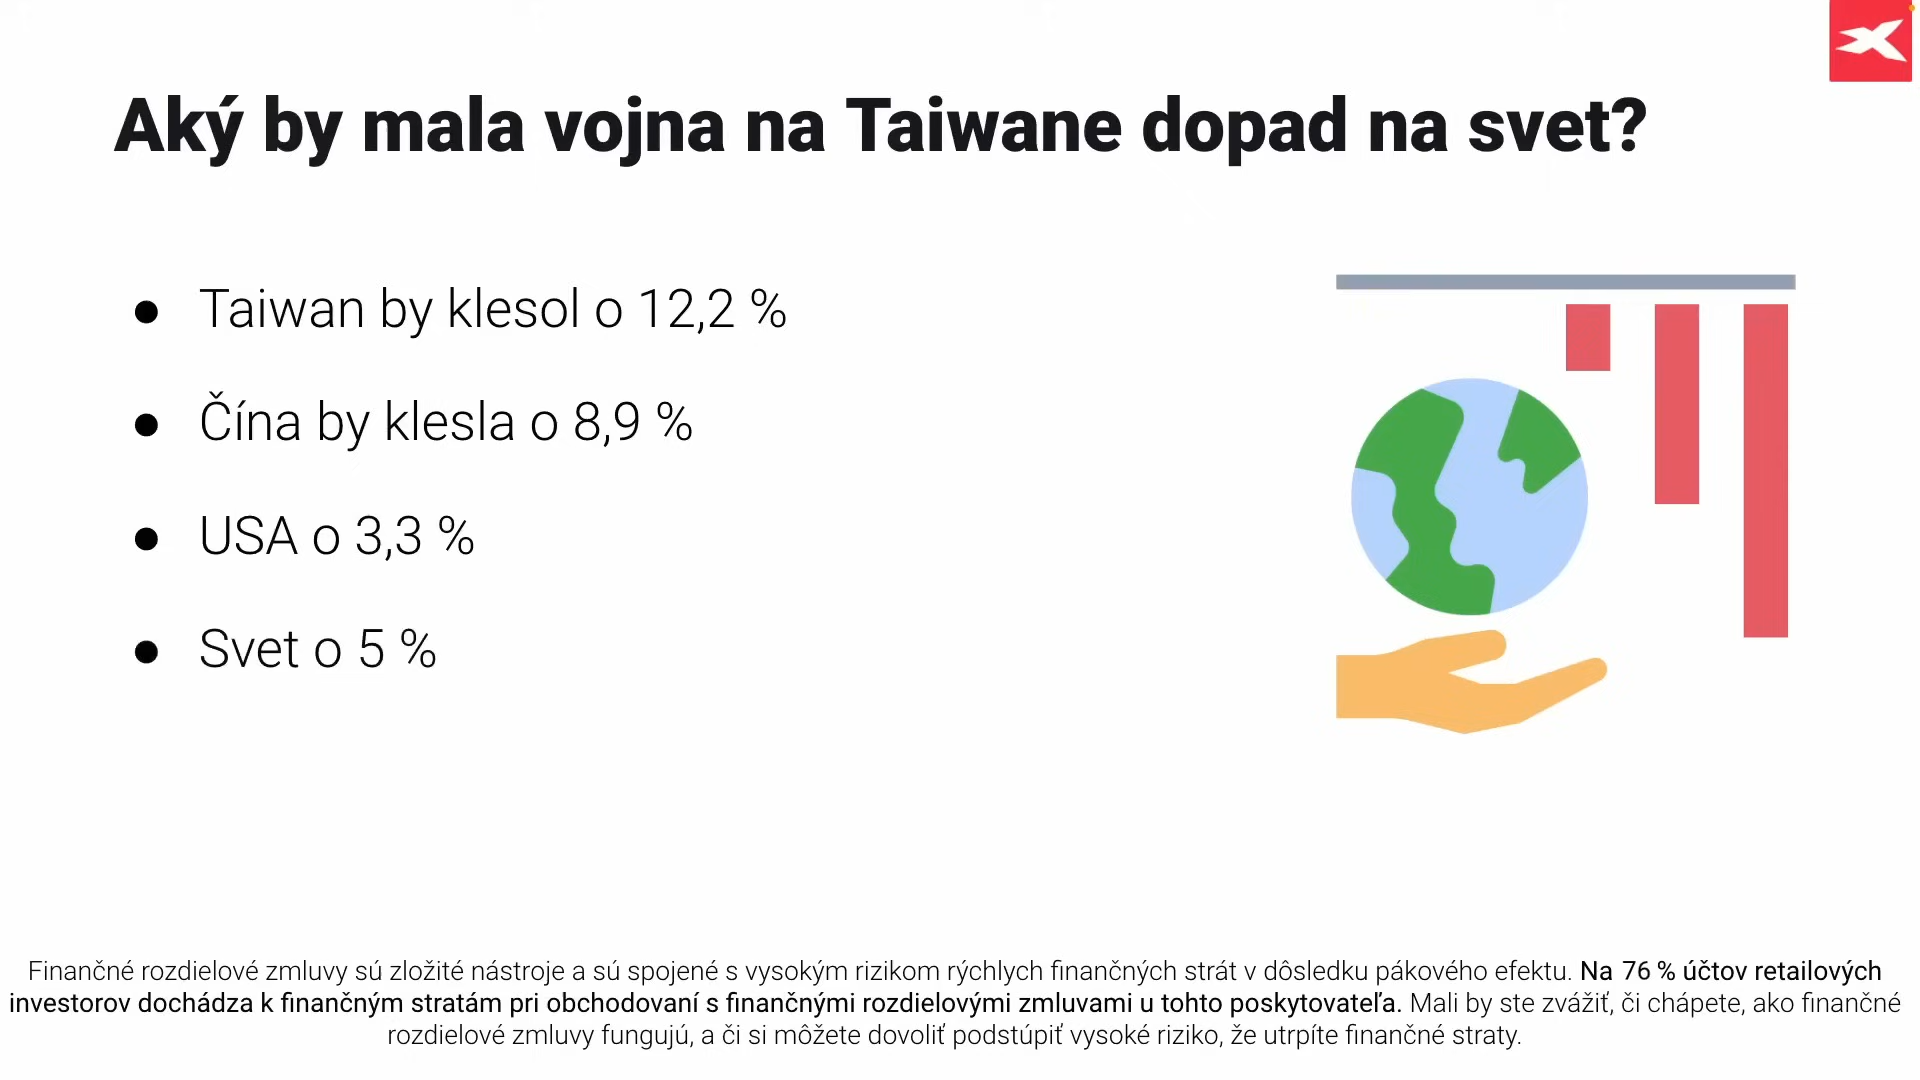 Aký by mala vojna na Taiwane dopad na svet?
● Taiwan by klesol o 12,2 %
● Čína by klesla o 8,9 %
● USA o 3,3 %
● Svet o 5 %
Finančné rozdielové zmluvy sú zložité nástroje a sú spojené s vysokým rizikom rýchlych finančných strát v dôsledku pákového efektu. Na 76 % účtov retailových
investorov dochádza k finančným stratám pri obchodovaní s finančnými rozdielovými zmluvami u tohto poskytovateľa. Mali by ste zvážiť, či chápete, ako finančné
rozdielové zmluvy fungujú, a či si môžete dovoliť podstúpiť vysoké riziko, že utrpíte finančné straty.